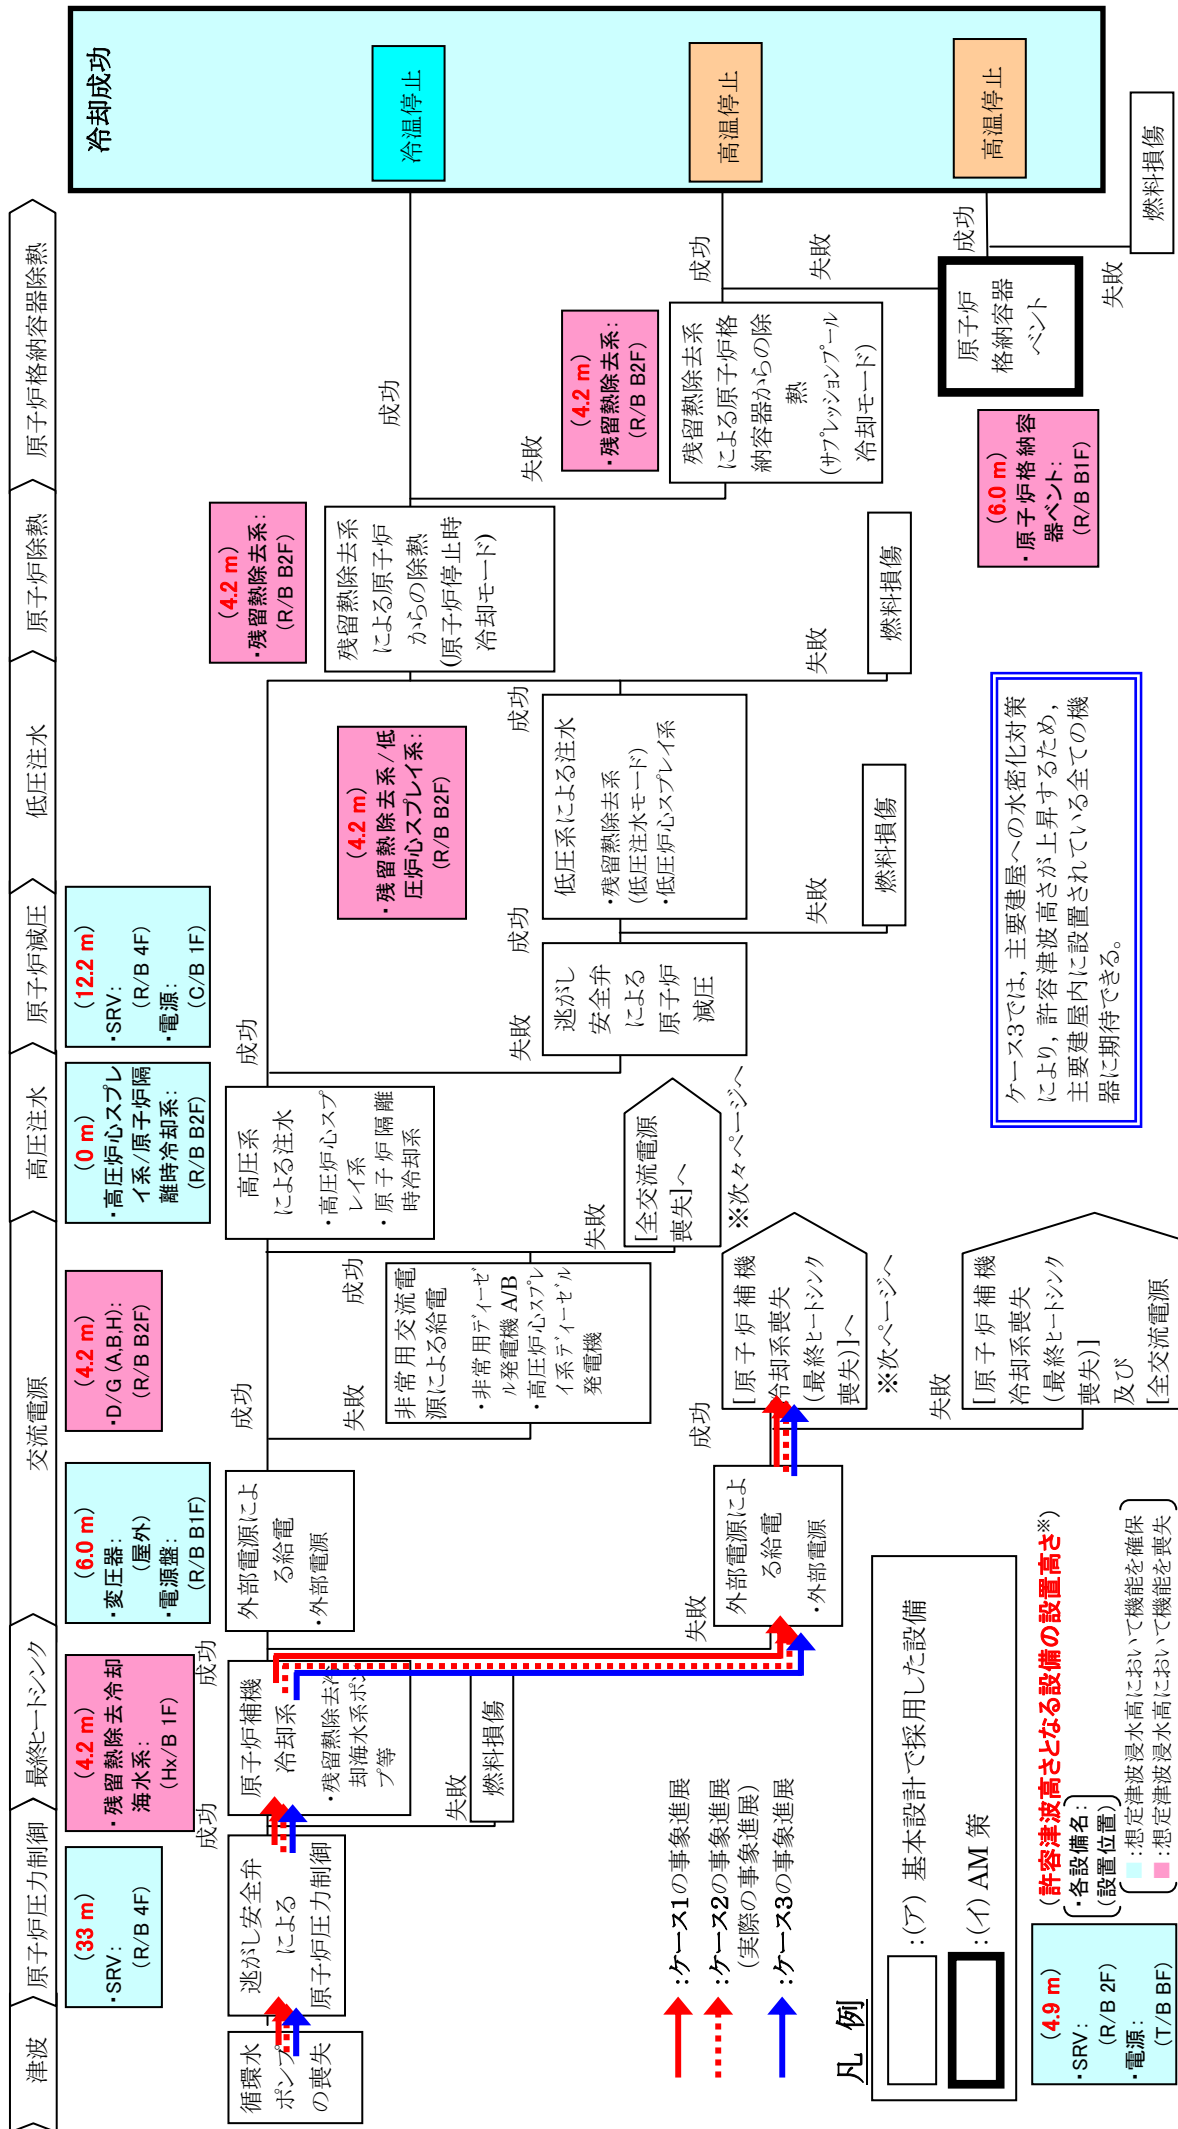 津波
原子炉圧力制御
最終ヒートシンク
交流電源
高圧注水
原子炉減圧
低圧注水
原子炉除熱
原子炉格納容器除熱
(33 m)
・SRV:
(R/B 4F)
(4.2 m)
・残留熱除去冷却
海水系:
(Hx/B 1F)
(6.0 m)
・変圧器:
(屋外)
・電源盤:
(R/B B1F)
(4.2 m)
・D/G (A,B,H):
(R/B B2F)
(0 m)
・高圧炉心スプレ
イ系/原子炉隔
離時冷却系:
(R/B B2F)
(12.2 m)
・SRV:
(R/B 4F)
・電源:
(C/B 1F)
(4.2 m)
・残留熱除去系/低
圧炉心スプレイ系:
(R/B B2F)
(4.2 m)
・残留熱除去系:
(R/B B2F)
(4.2 m)
・残留熱除去系:
(R/B B2F)
(6.0 m)
・原子炉格納容
器ベント:
(R/B B1F)
循環水
ポンプ
の喪失
逃がし安全弁
による
原子炉圧力制御
成功
失敗
燃料損傷
原子炉補機
冷却系
・残留熱除去冷
却海水系ポン
プ等
成功
失敗
外部電源によ
る給電
・外部電源
成功
失敗
非常用交流電
源による給電
・非常用ディーゼ
ル発電機 A/B
・高圧炉心スプレ
イ系ディーゼル
発電機
成功
失敗
[全交流電源
喪失]へ
※次々ページへ
高圧系
による注水
・高圧炉心スプ
レイ系
・原子炉隔離
時冷却系
成功
失敗
逃がし
安全弁
による
原子炉
減圧
成功
失敗
燃料損傷
低圧系による注水
・残留熱除去系
(低圧注水モード)
・低圧炉心スプレイ系
成功
失敗
燃料損傷
残留熱除去系
による原子炉
からの除熱
(原子炉停止時
冷却モード)
成功
失敗
残留熱除去系
による原子炉格
納容器からの除
熱
(サプレッションプール
冷却モード)
成功
失敗
原子炉
格納容器
ベント
成功
失敗
燃料損傷
冷却成功
冷温停止
高温停止
高温停止
外部電源によ
る給電
・外部電源
成功
失敗
[原子炉補機
冷却系喪失
(最終ヒートシンク
喪失)]へ
※次ページへ
[原子炉補機
冷却系喪失
(最終ヒートシンク
喪失)]
及び
[全交流電源
ケース3では,主要建屋への水密化対策
により,許容津波高さが上昇するため,
主要建屋内に設置されている全ての機
器に期待できる。
:ケース1の事象進展
:ケース2の事象進展
(実際の事象進展)
:ケース3の事象進展
凡 例
:(ア) 基本設計で採用した設備
:(イ) AM 策
(4.9 m)
・SRV:
(R/B 2F)
・電源:
(T/B BF)
(許容津波高さとなる設備の設置高さ※)
・各設備名:
(設置位置)
:想定津波浸水高において機能を確保
:想定津波浸水高において機能を喪失